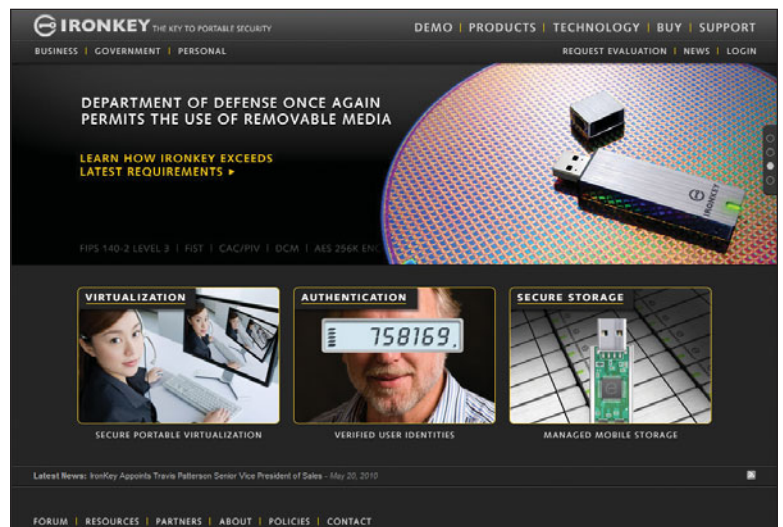 IRONKEY THE KEY TO PORTABLE SECURITY
DEMO | PRODUCTS | TECHNOLOGY | BUY | SUPPORT
BUSINESS | GOVERNMENT | PERSONAL
REQUEST EVALUATION | NEWS | LOGIN
DEPARTMENT OF DEFENSE ONCE AGAIN
PERMITS THE USE OF REMOVABLE MEDIA
LEARN HOW IRONKEY EXCEEDS
LATEST REQUIREMENTS ▸
IRONKEY
FIPS 140-2 LEVEL 3 | FIST | CAC/PIV | DCM | AES 256K ENC
VIRTUALIZATION
AUTHENTICATION
SECURE STORAGE
758169
SECURE PORTABLE VIRTUALIZATION
VERIFIED USER IDENTITIES
MANAGED MOBILE STORAGE
Latest News: IronKey Appoints Travis Patterson Senior Vice President of Sales - May 20, 2010
FORUM | RESOURCES | PARTNERS | ABOUT | POLICIES | CONTACT